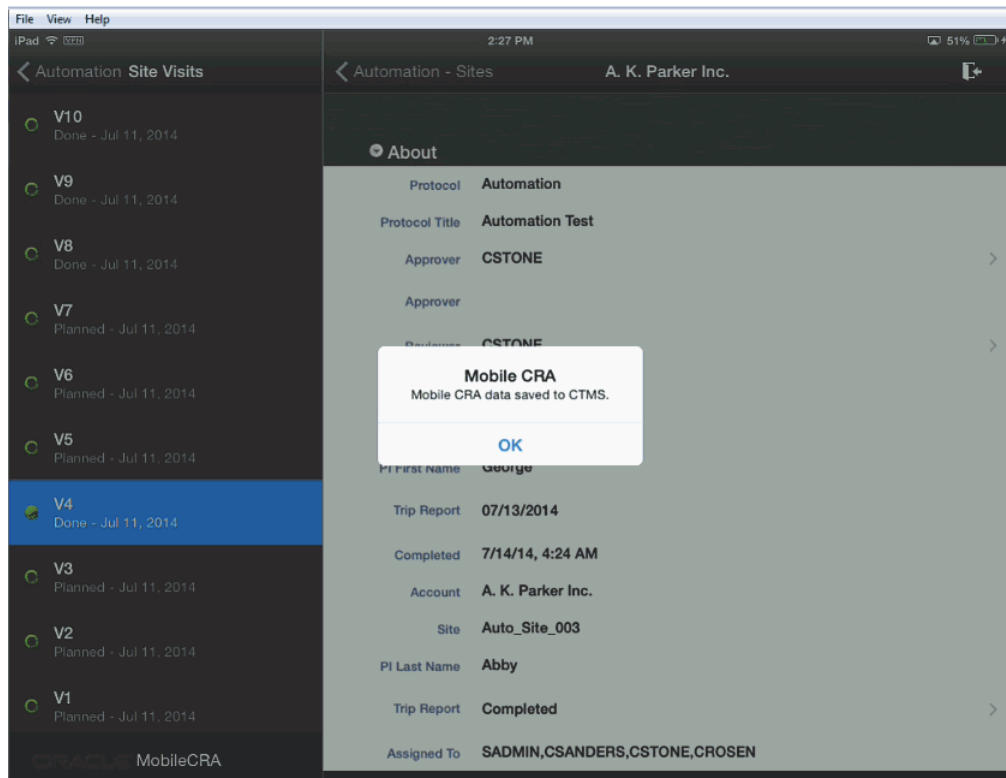 File View Help
iPad VPN 2:27 PM 51%
Automation Site Visits
Automation - Sites A. K. Parker Inc.
V10
Done - Jul 11, 2014
V9
Done - Jul 11, 2014
V8
Done - Jul 11, 2014
V7
Planned - Jul 11, 2014
V6
Planned - Jul 11, 2014
V5
Planned - Jul 11, 2014
V4
Done - Jul 11, 2014
V3
Planned - Jul 11, 2014
V2
Planned - Jul 11, 2014
V1
Planned - Jul 11, 2014
ORACLE MobileCRA
About
Protocol Automation
Protocol Title Automation Test
Approver CSTONE
Approver
Reviewer CSTONE
Mobile CRA
Mobile CRA data saved to CTMS.
OK
PI First Name George
Trip Report 07/13/2014
Completed 7/14/14, 4:24 AM
Account A. K. Parker Inc.
Site Auto_Site_003
PI Last Name Abby
Trip Report Completed
Assigned To SADMIN,CSANDERS,CSTONE,CROSEN